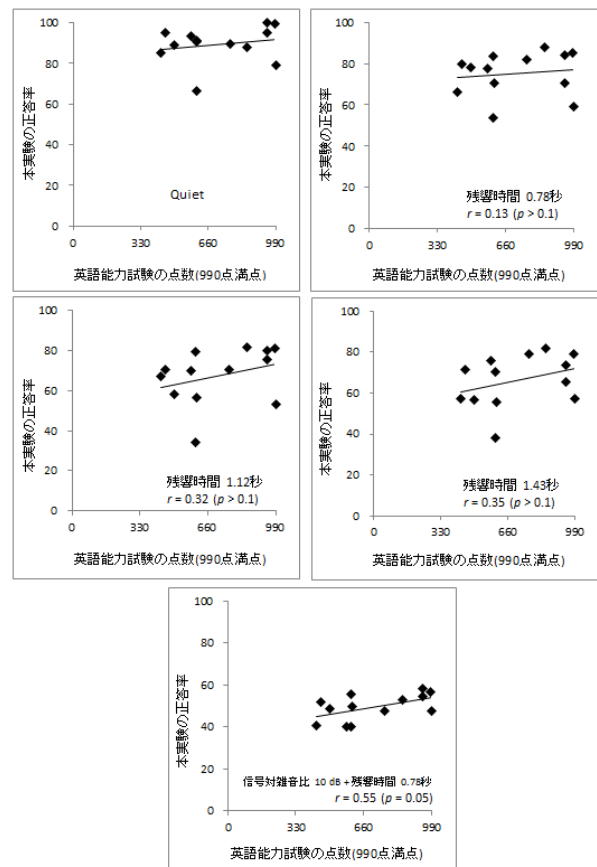 100
80
60
40
20
0
本実験の正答率
Quiet
0 330 660 990
英語能力試験の点数(990点満点)
100
80
60
40
20
0
本実験の正答率
残響時間 0.78秒
r = 0.13 (p > 0.1)
0 330 660 990
英語能力試験の点数(990点満点)
100
80
60
40
20
0
本実験の正答率
残響時間 1.12秒
r = 0.32 (p > 0.1)
0 330 660 990
英語能力試験の点数(990点満点)
100
80
60
40
20
0
本実験の正答率
残響時間 1.43秒
r = 0.35 (p > 0.1)
0 330 660 990
英語能力試験の点数(990点満点)
100
80
60
40
20
0
本実験の正答率
信号対雑音比 10 dB + 残響時間 0.78秒
r = 0.55 (p = 0.05)
0 330 660 990
英語能力試験の点数(990点満点)